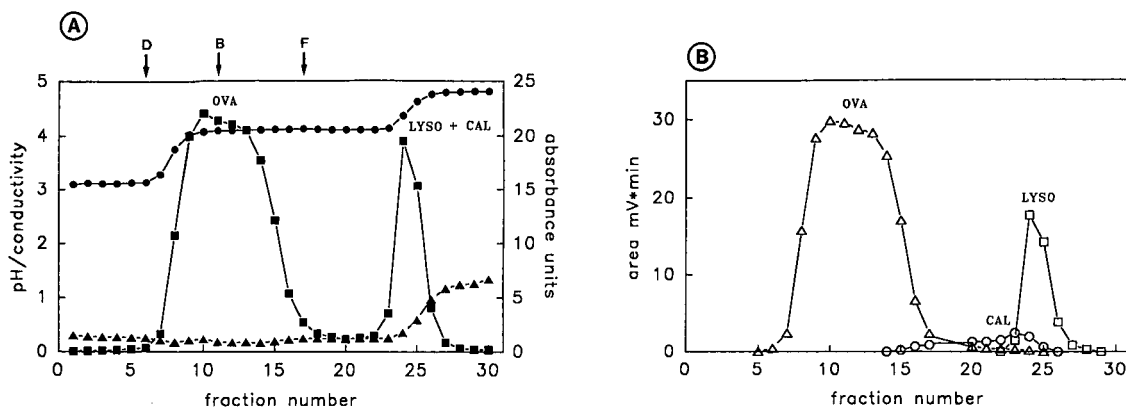 A
D B F
5 25
OVA
4 20
LYSO + CAL
3 15
2 10
1 5
0 0
0 5 10 15 20 25 30
pH/conductivity
absorbance units
fraction number
B
OVA
30
20
LYSO
10
CAL
0
0 5 10 15 20 25 30
area mV*min
fraction number